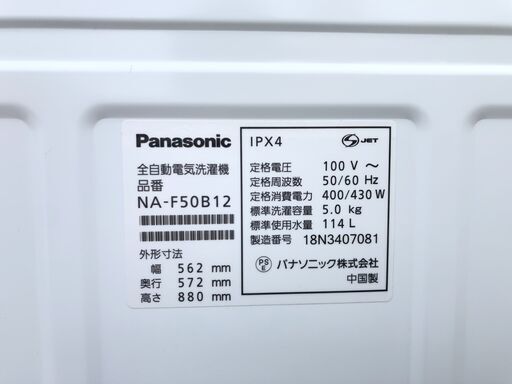 Panasonic
全自動電気洗濯機
品番
NA-F50B12
外形寸法
幅 562 mm
奥行 572 mm
高さ 880 mm
IPX4
S JET
定格電圧 100 V ～
定格周波数 50/60 Hz
定格消費電力 400/430 W
標準洗濯容量 5.0 kg
標準使用水量 114 L
製造番号 18N3407081
PS E パナソニック株式会社
中国製